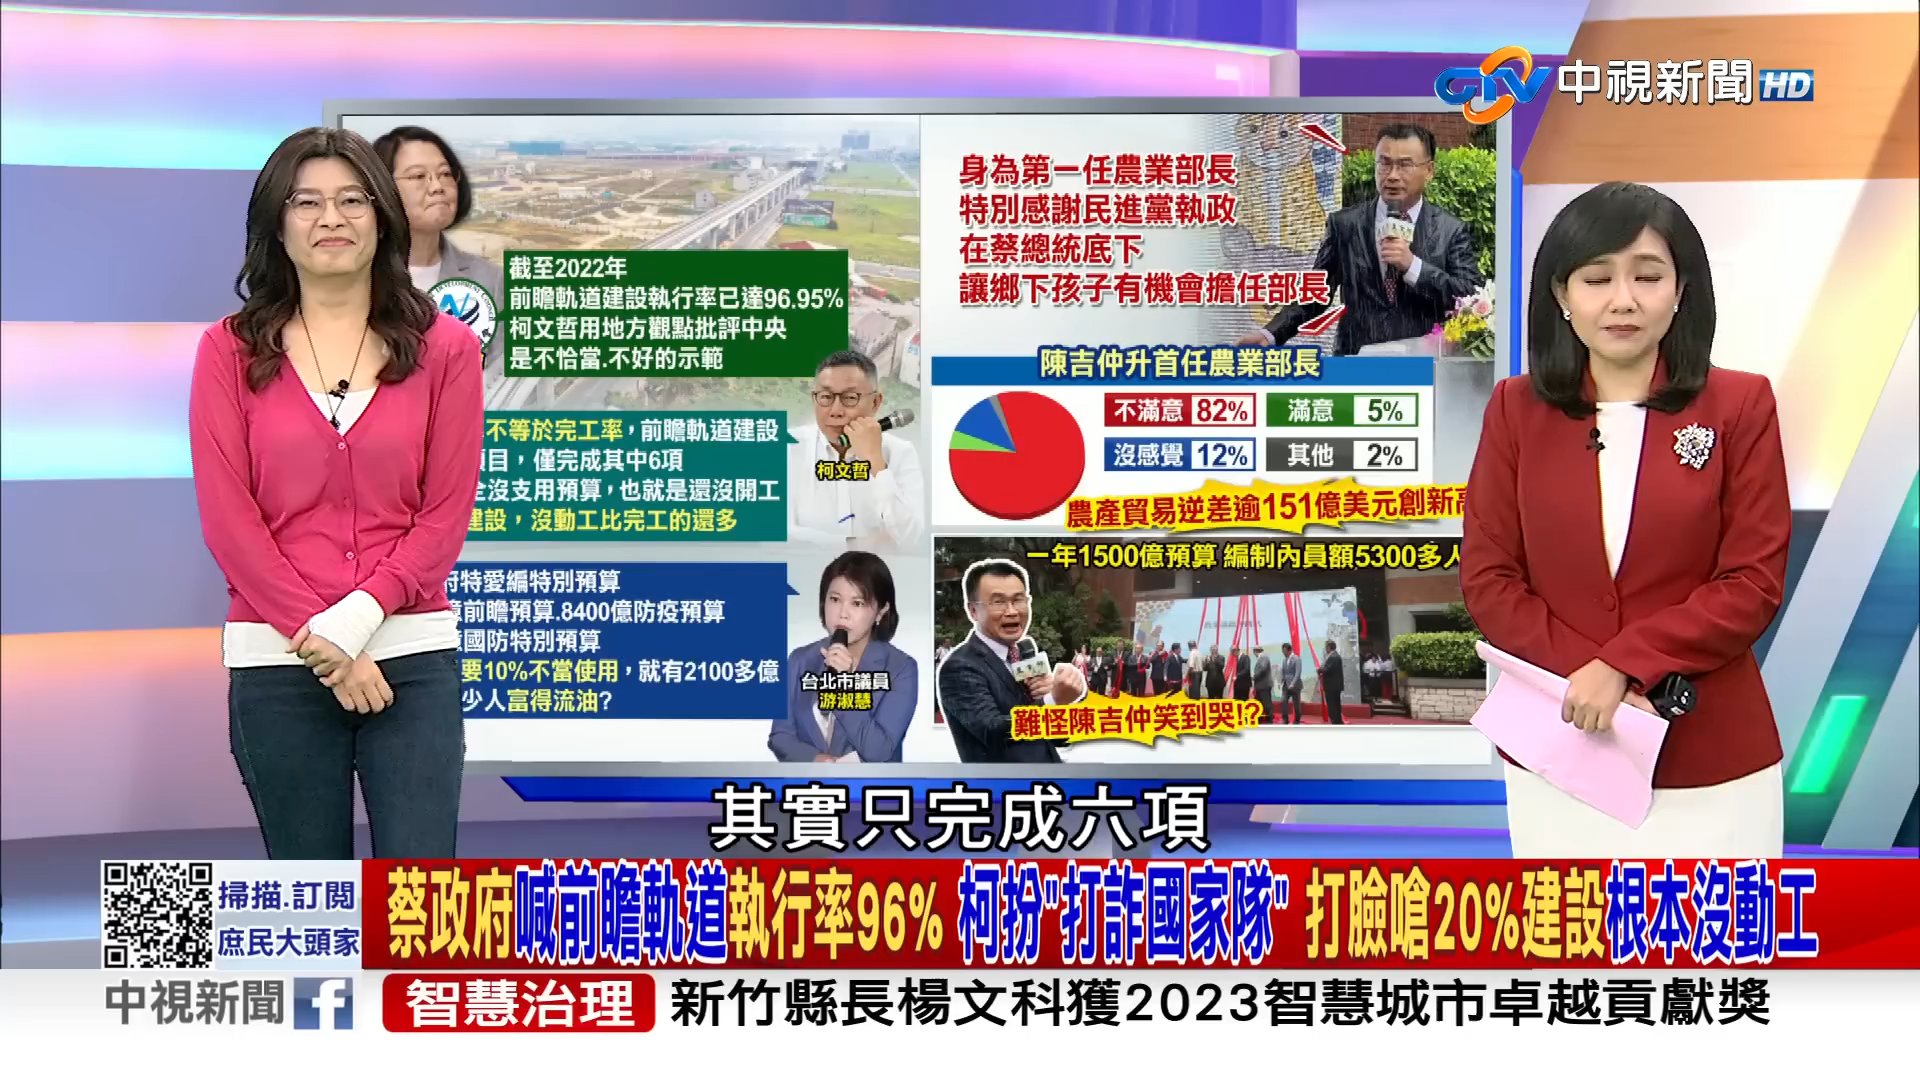 CTV 中視新聞 HD
截至2022年
前瞻軌道建設執行率已達96.95%
柯文哲用地方觀點批評中央
是不恰當.不好的示範
不等於完工率，前瞻軌道建設
項目，僅完成其中6項
全沒支用預算，也就是還沒開工
建設，沒動工比完工的還多
柯文哲
府特愛編特別預算
億前瞻預算.8400億防疫預算
億國防特別預算
要10%不當使用，就有2100多億
少人富得流油?
台北市議員
游淑慧
身為第一任農業部長
特別感謝民進黨執政
在蔡總統底下
讓鄉下孩子有機會擔任部長
陳吉仲升首任農業部長
不滿意 82% 滿意 5%
沒感覺 12% 其他 2%
農產貿易逆差逾151億美元創新高
一年1500億預算 編制內員額5300多人
難怪陳吉仲笑到哭!?
其實只完成六項
掃描.訂閱
庶民大頭家
蔡政府喊前瞻軌道執行率96% 柯扮"打詐國家隊" 打臉嗆20%建設根本沒動工
中視新聞 f 智慧治理 新竹縣長楊文科獲2023智慧城市卓越貢獻獎